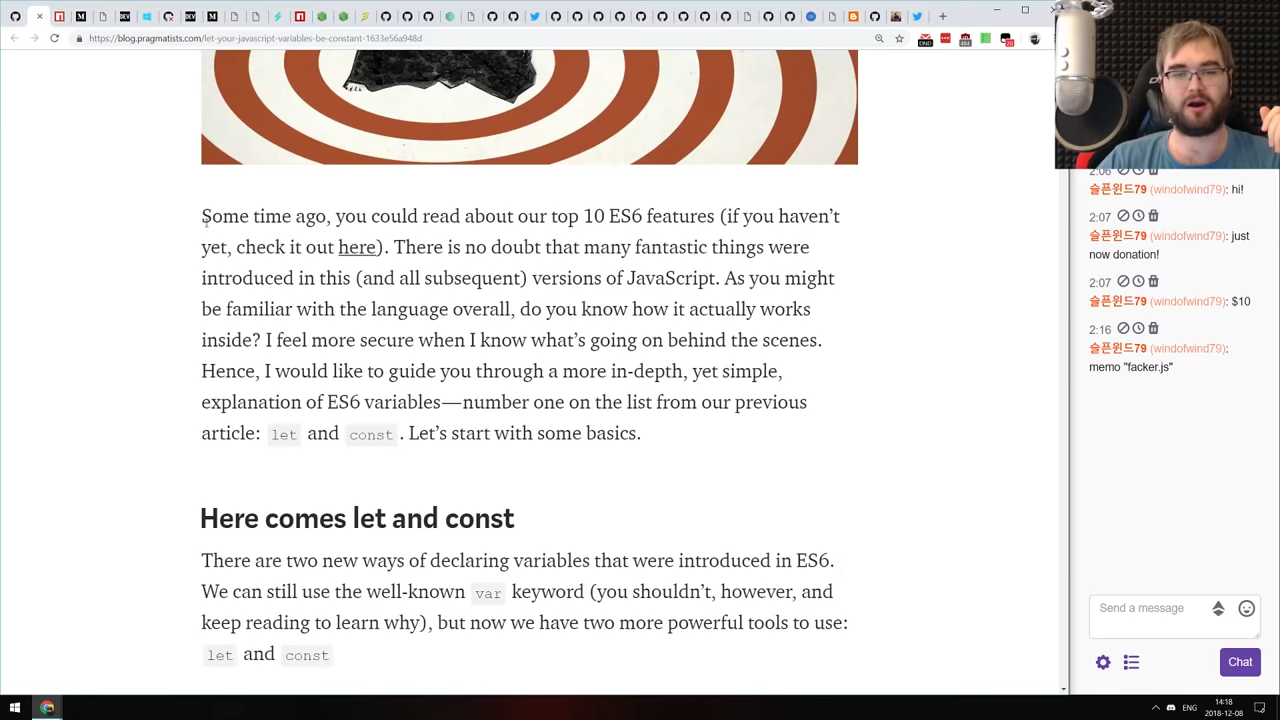 https://blog.pragmatists.com/let-your-javascript-variables-be-constant-1633e56a948d
Some time ago, you could read about our top 10 ES6 features (if you haven't
yet, check it out here). There is no doubt that many fantastic things were
introduced in this (and all subsequent) versions of JavaScript. As you might
be familiar with the language overall, do you know how it actually works
inside? I feel more secure when I know what's going on behind the scenes.
Hence, I would like to guide you through a more in-depth, yet simple,
explanation of ES6 variables—number one on the list from our previous
article: let and const . Let's start with some basics.
Here comes let and const
There are two new ways of declaring variables that were introduced in ES6.
We can still use the well-known var keyword (you shouldn't, however, and
keep reading to learn why), but now we have two more powerful tools to use:
let and const
2:06
슬픈윈드79 (windofwind79): hi!
2:07
슬픈윈드79 (windofwind79): just
now donation!
2:07
슬픈윈드79 (windofwind79): $10
2:16
슬픈윈드79 (windofwind79):
memo "facker.js"
Send a message
Chat
ENG
14:18
2018-12-08